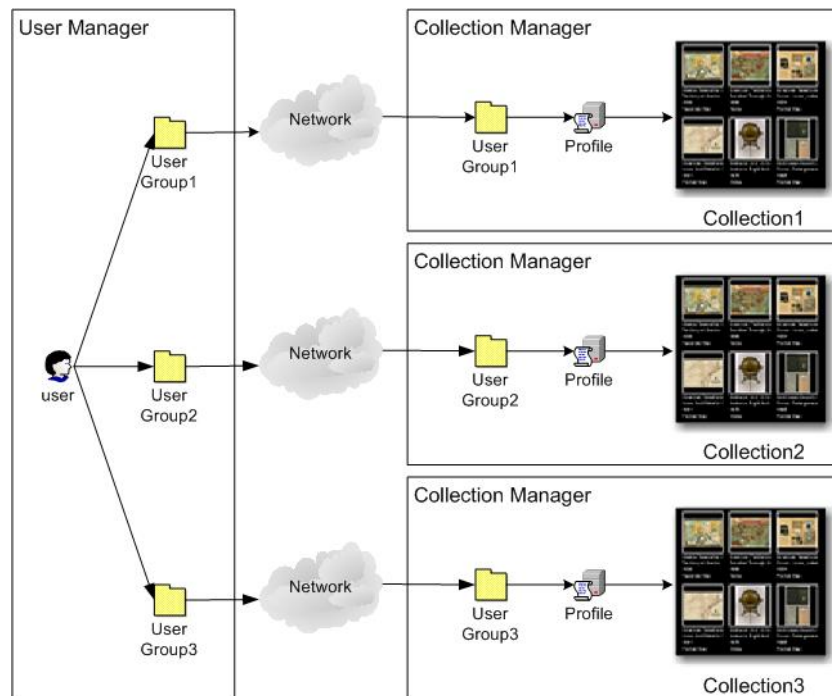 User Manager
Collection Manager
Network
User
Group1
User
Group1
Profile
Collection1
Collection Manager
user
User
Group2
Network
User
Group2
Profile
Collection2
Collection Manager
User
Group3
Network
User
Group3
Profile
Collection3